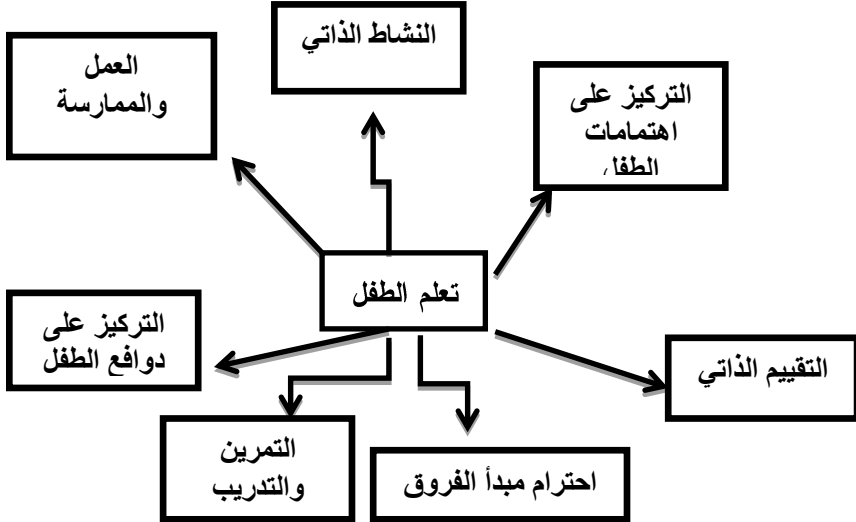 النشاط الذاتي
العمل
والممارسة
التركيز على
اهتمامات
الطفل
تعلم الطفل
التركيز على
دوافع الطفل
التقييم الذاتي
التمرين
والتدريب
احترام مبدأ الفروق